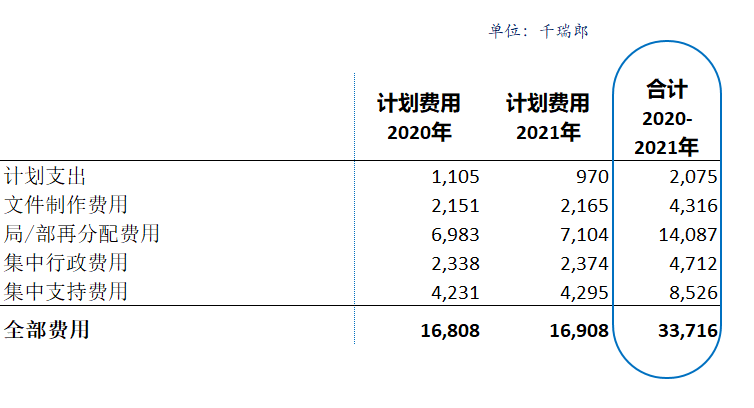 单位：千瑞郎
计划费用 计划费用 合计
2020年 2021年 2020-
2021年
计划支出 1,105 970 2,075
文件制作费用 2,151 2,165 4,316
局/部再分配费用 6,983 7,104 14,087
集中行政费用 2,338 2,374 4,712
集中支持费用 4,231 4,295 8,526
全部费用 16,808 16,908 33,716